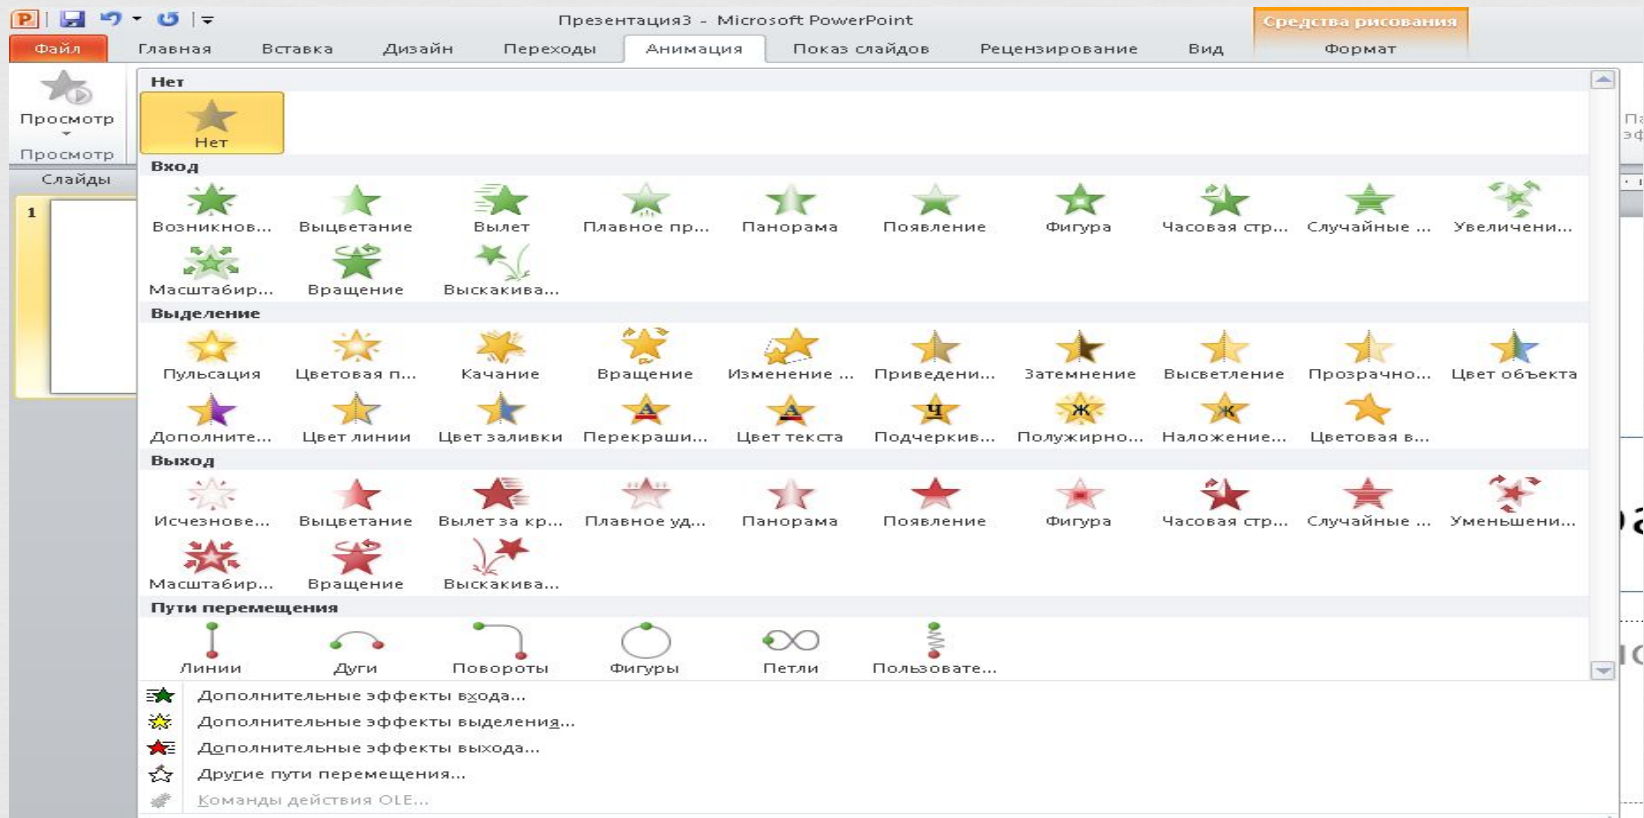 Презентация3 - Microsoft PowerPoint
Средства рисования
Файл Главная Вставка Дизайн Переходы Анимация Показ слайдов Рецензирование Вид Формат
Просмотр
Просмотр
Слайды
1
Нет
Нет
Вход
Возникнов... Выцветание Вылет Плавное пр... Панорама Появление Фигура Часовая стр... Случайные ... Увеличени...
Масштабир... Вращение Выскакива...
Выделение
Пульсация Цветовая п... Качание Вращение Изменение ... Приведени... Затемнение Высветление Прозрачно... Цвет объекта
Дополните... Цвет линии Цвет заливки Перекраши... Цвет текста Подчеркив... Полужирно... Наложение... Цветовая в...
Выход
Исчезнове... Выцветание Вылет за кр... Плавное уд... Панорама Появление Фигура Часовая стр... Случайные ... Уменьшени...
Масштабир... Вращение Выскакива...
Пути перемещения
Линии Дуги Повороты Фигуры Петли Пользовате...
Дополнительные эффекты входа...
Дополнительные эффекты выделения...
Дополнительные эффекты выхода...
Другие пути перемещения...
Команды действия OLE...